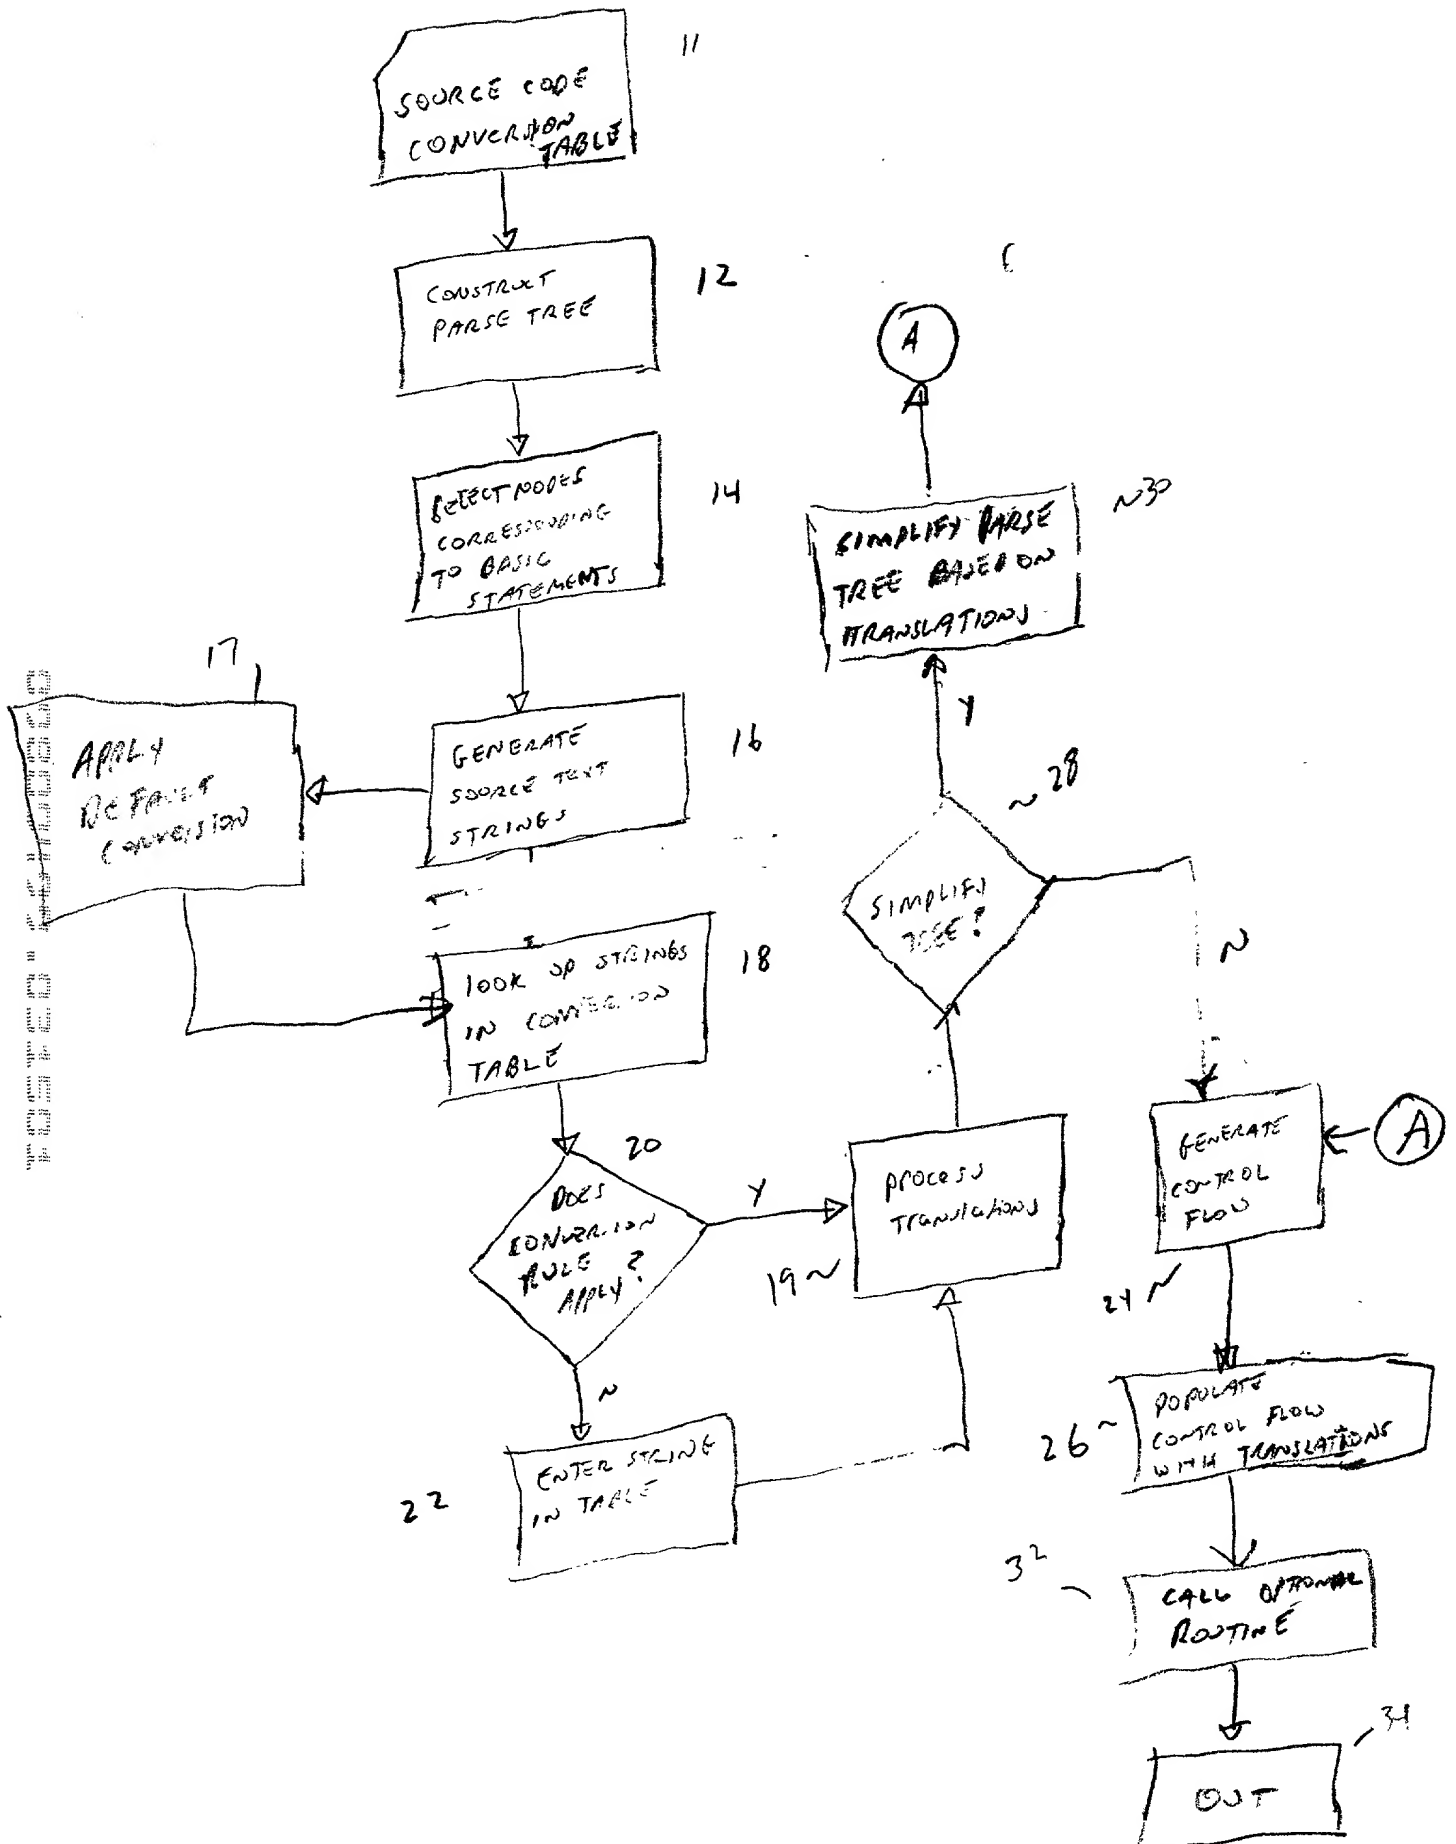 11
SOURCE CODE
CONVERSION
TABLE
12
CONSTRUCT
PARSE TREE
A
14
SELECT NODES
CORRESPONDING
TO BASIC
STATEMENTS
~30
SIMPLIFY PARSE
TREE BASED ON
TRANSLATIONS
17
APPLY
DEFAULT
CONVERSION
16
GENERATE
SOURCE TEXT
STRINGS
Y
~28
SIMPLIFY
TREE?
N
18
LOOK UP STRINGS
IN CONVERSION
TABLE
20
DOES
CONVERSION
RULE
APPLY?
Y
N
PROCESS
TRANSLATIONS
19~
GENERATE
CONTROL
FLOW
A
24~
22
ENTER STRING
IN TABLE
26~
POPULATE
CONTROL FLOW
WITH TRANSLATIONS
32
CALL OPTIONAL
ROUTINE
34
OUT